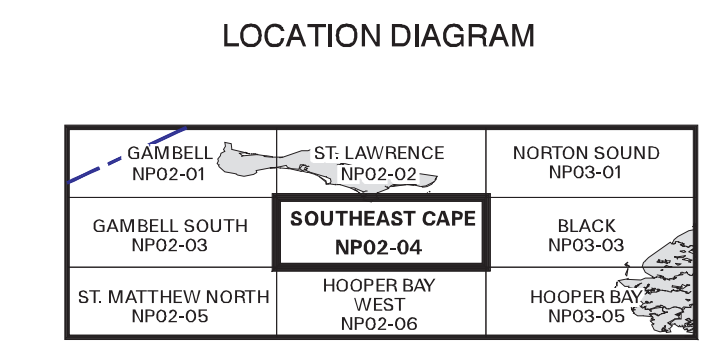 LOCATION DIAGRAM
GAMBELL
NP02-01
ST. LAWRENCE
NP02-02
NORTON SOUND
NP03-01
GAMBELL SOUTH
NP02-03
SOUTHEAST CAPE
NP02-04
BLACK
NP03-03
ST. MATTHEW NORTH
NP02-05
HOOPER BAY
WEST
NP02-06
HOOPER BAY
NP03-05